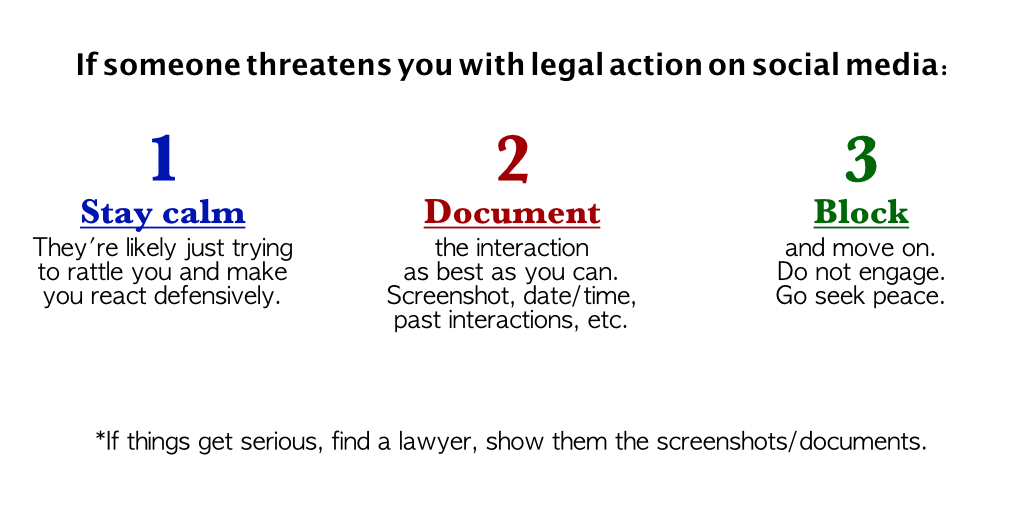 If someone threatens you with legal action on social media:
1
Stay calm
They're likely just trying
to rattle you and make
you react defensively.
2
Document
the interaction
as best as you can.
Screenshot, date/time,
past interactions, etc.
3
Block
and move on.
Do not engage.
Go seek peace.
*If things get serious, find a lawyer, show them the screenshots/documents.